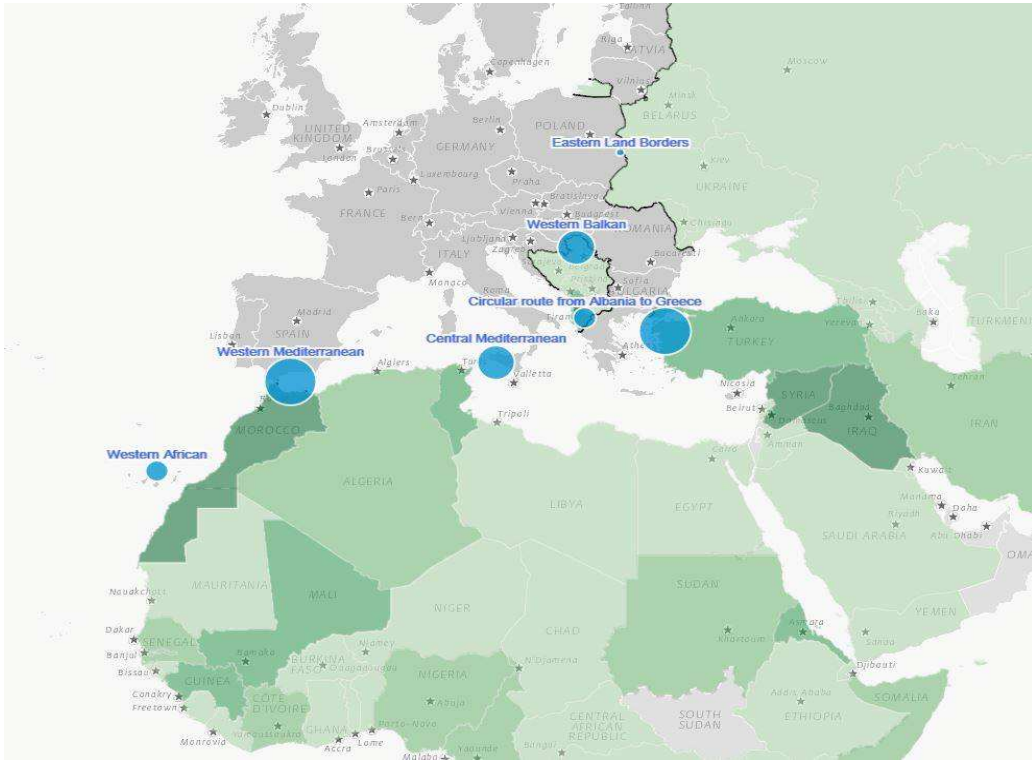 Tallinn
Riga
LATVIA
Moscow
Copenhagen
Vilnius
Dublin
Minsk
BELARUS
UNITED
KINGDOM
Amsterdam
Berlin
POLAND
London
GERMANY
Eastern Land Borders
Brussels
Kiev
Luxembourg
Praha
UKRAINE
Paris
FRANCE
Bratislava
Vienna
Budapest
Chisinau
Bern
Western Balkan
ROMANIA
Ljubljana
Zagreb
ITALY
Sarajevo
Belgrade
Bucharest
Monaco
Pristina
Sofia
BULGARIA
Roma
Madrid
SPAIN
Lisbon
Circular route from Albania to Greece
Tirana
Tbilisi
Baku
TURKMENI
Ankara
TURKEY
Central Mediterranean
Athens
Western Mediterranean
Algiers
Valletta
Tehran
Nicosia
SYRIA
Beirut
Damascus
Baghdad
IRAQ
IRAN
Amman
MOROCCO
Tripoli
Cairo
Western African
Kuwait
ALGERIA
LIBYA
EGYPT
Manama
Daha
Riyadh
SAUDI ARABIA
Abu Dhabi
OMA
MAURITANIA
Nouakchott
MALI
NIGER
CHAD
SUDAN
Khartoum
Asmara
YEMEN
Sanaa
Dakar
SENEGAL
Banjul
Bissau
Bamako
Niamey
BURKINA
FASO
Ouagadougou
N'Djamena
Djibouti
GUINEA
Conakry
Freetown
COTE
D'IVOIRE
Yamoussoukro
GHANA
NIGERIA
Abuja
Addis Ababa
ETHIOPIA
SOMALIA
Monrovia
Accra
Lome
Porto-Novo
CENTRAL
AFRICAN
REPUBLIC
SOUTH
SUDAN
Bangui
Malabo
Yaounde